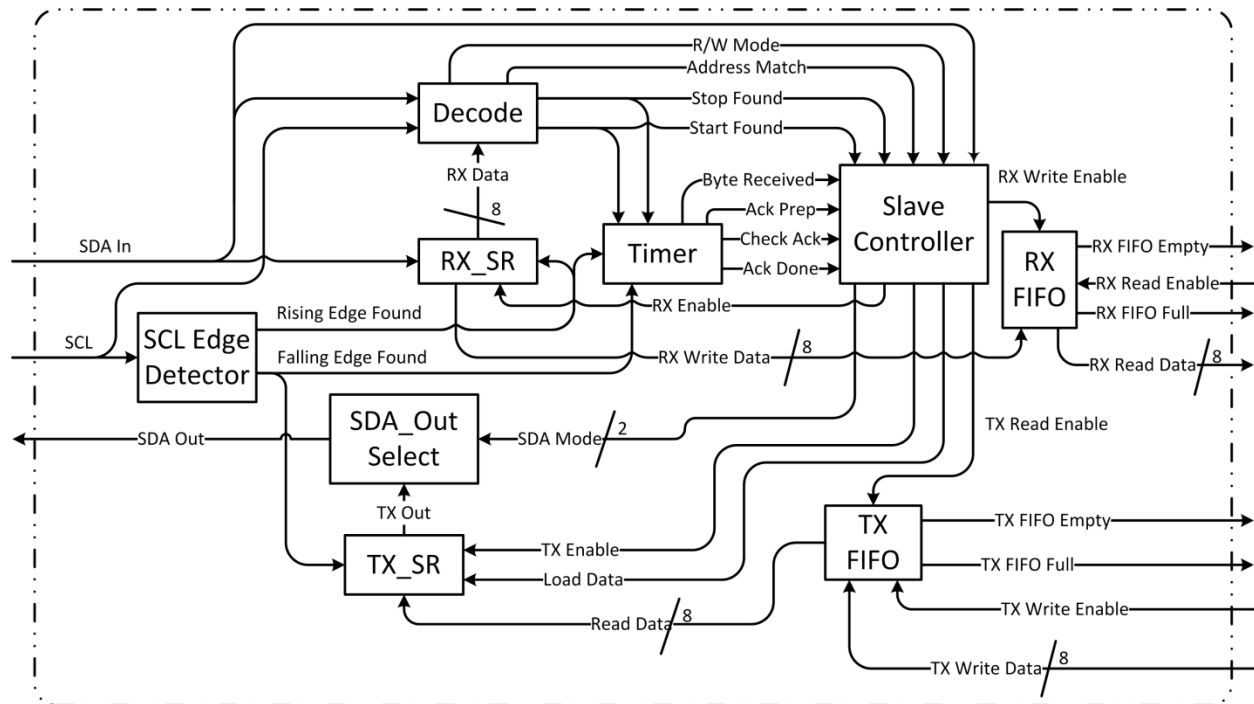 R/W Mode
Address Match
Decode
Stop Found
Start Found
RX Data
8
Byte Received
RX Write Enable
Ack Prep
Slave
Controller
SDA In
RX_SR
Timer
Check Ack
Ack Done
RX
FIFO
RX FIFO Empty
RX Read Enable
RX FIFO Full
Rising Edge Found
RX Enable
SCL
SCL Edge
Detector
Falling Edge Found
RX Write Data
8
RX Read Data
8
SDA Out
SDA_Out
Select
SDA Mode
2
TX Read Enable
TX Out
TX_SR
TX Enable
Load Data
TX
FIFO
TX FIFO Empty
TX FIFO Full
Read Data
8
TX Write Enable
TX Write Data
8